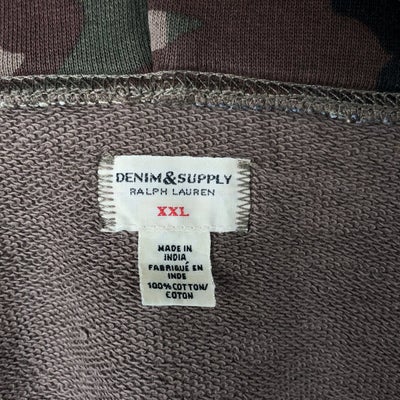 DENIM&SUPPLY
RALPH LAUREN
XXL
MADE IN
INDIA
FABRIQUÉ EN
INDE
100% COTTON/
COTON